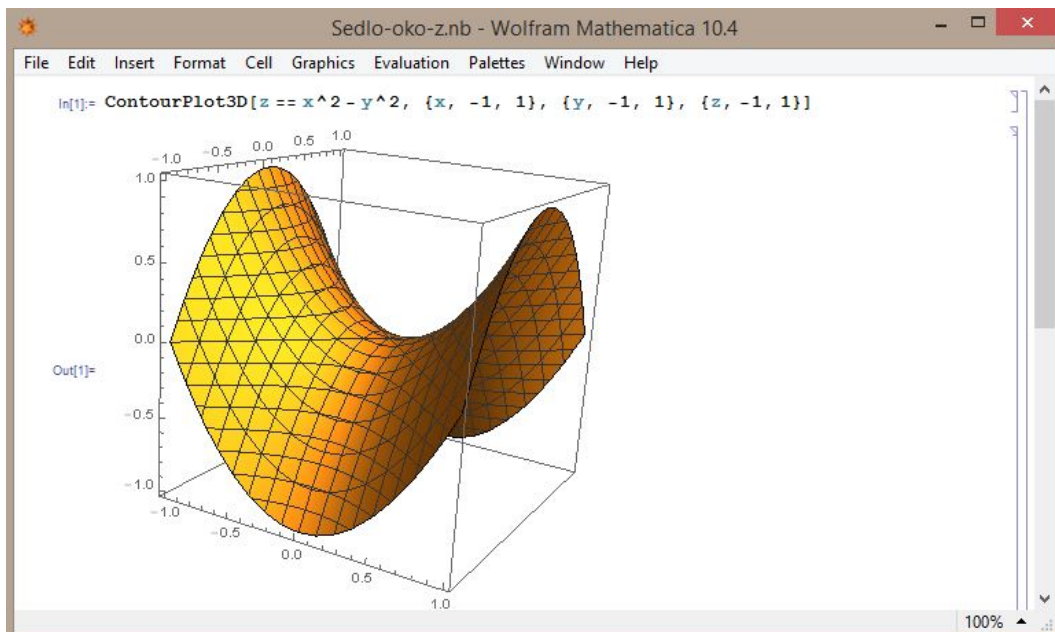 Sedlo-oko-z.nb - Wolfram Mathematica 10.4
File Edit Insert Format Cell Graphics Evaluation Palettes Window Help
In[1]:= ContourPlot3D[z == x^2 - y^2, {x, -1, 1}, {y, -1, 1}, {z, -1, 1}]
-1.0 -0.5 0.0 0.5 1.0
1.0
0.5
0.0
Out[1]=
-0.5
-1.0
-1.0
-0.5
0.0
0.5
1.0
100%